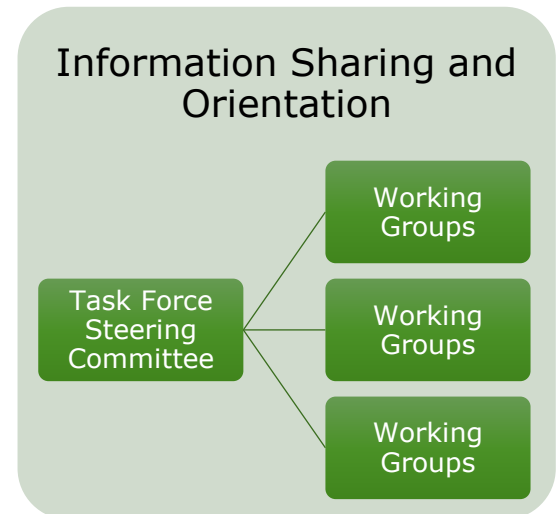 Information Sharing and
Orientation
Working
Groups
Task Force
Steering
Committee
Working
Groups
Working
Groups